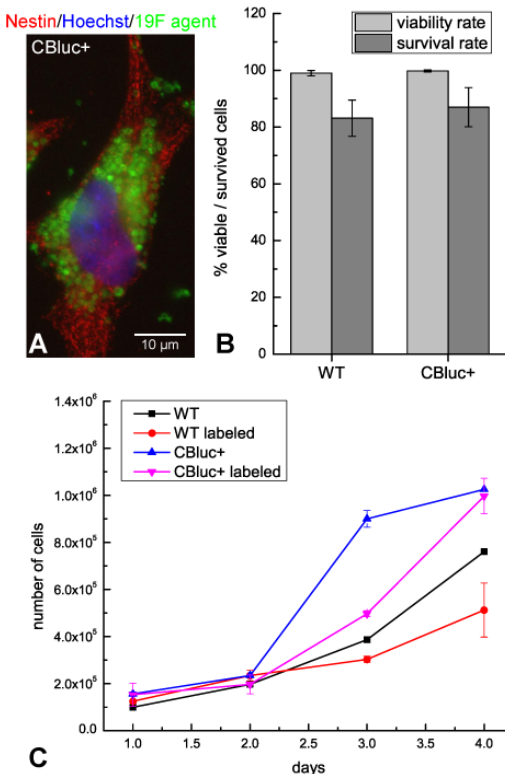 Nestin/Hoechst/19F agent
CBluc+
A
10 µm
viability rate
survival rate
% viable / survived cells
120
100
80
60
40
20
0
WT
CBluc+
B
WT
WT labeled
CBluc+
CBluc+ labeled
number of cells
1.4x10⁶
1.2x10⁶
1.0x10⁶
8.0x10⁵
6.0x10⁵
4.0x10⁵
2.0x10⁵
0.0
1.0 1.5 2.0 2.5 3.0 3.5 4.0
days
C